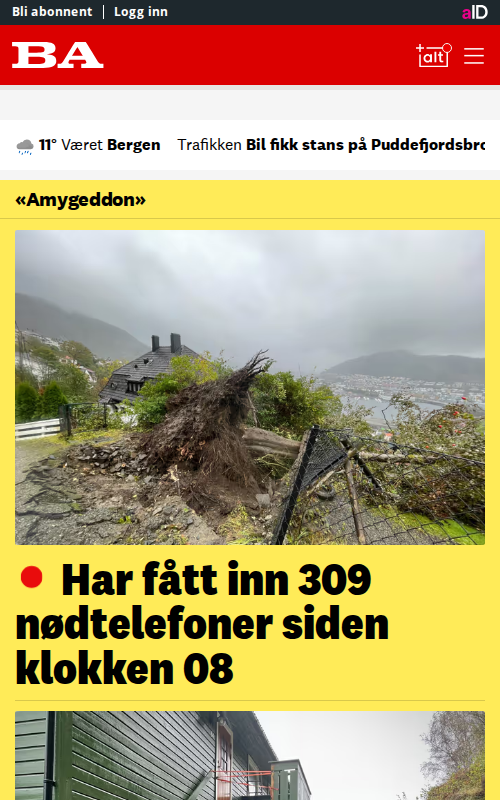 Bli abonnent | Logg inn
aID
BA
+alt
11° Været Bergen Trafikken Bil fikk stans på Puddefjordsbro
«Amygeddon»
Har fått inn 309
nødtelefoner siden
klokken 08